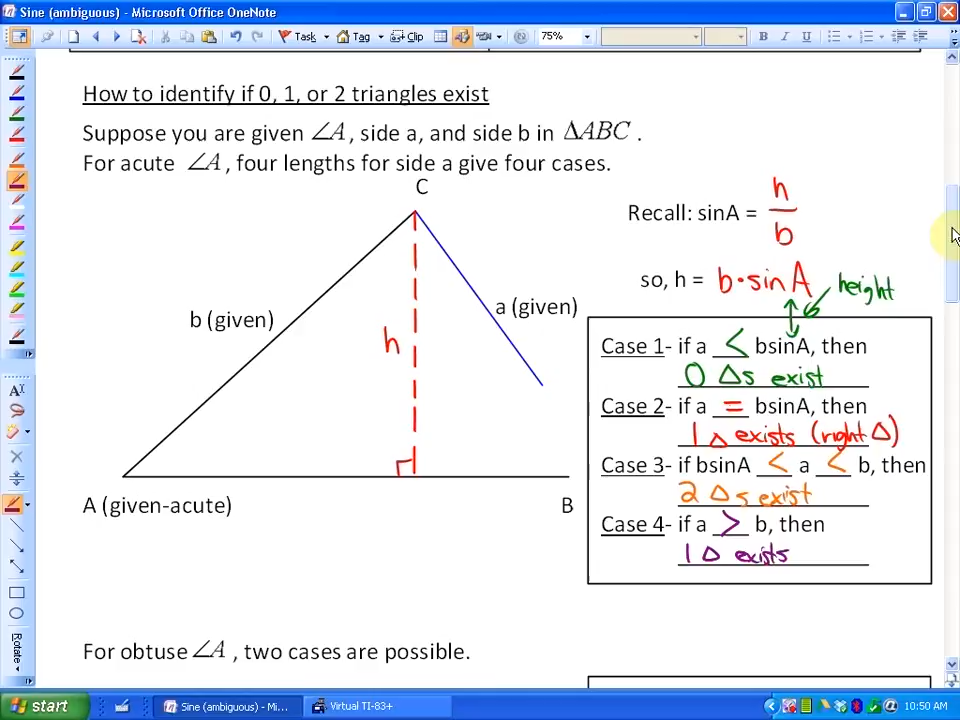 Sine (ambiguous) - Microsoft Office OneNote
Task Tag Clip 75% B I U
How to identify if 0, 1, or 2 triangles exist
Suppose you are given ∠A, side a, and side b in ΔABC.
For acute ∠A, four lengths for side a give four cases.
C
Recall: sinA = h/b
so, h = b·sinA
height
b (given)
a (given)
h
Case 1- if a < bsinA, then
0 Δs exist
Case 2- if a = bsinA, then
1 Δ exists (right Δ)
Case 3- if bsinA < a < b, then
2 Δs exist
A (given-acute)
B
Case 4- if a > b, then
1 Δ exists
For obtuse ∠A, two cases are possible.
Rotate
start
Sine (ambiguous) - Mi...
Virtual TI-83+
10:50 AM